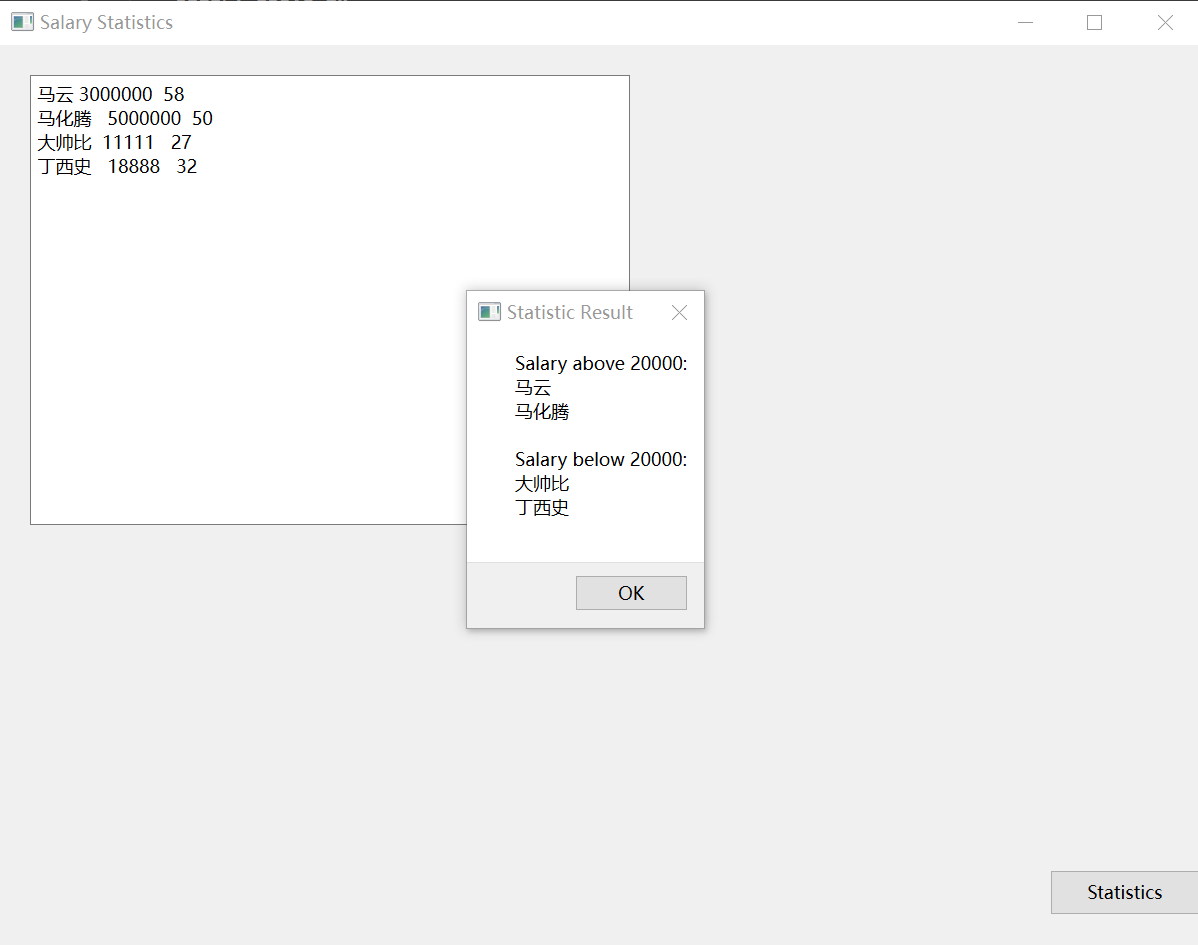 Salary Statistics
马云 3000000  58
马化腾   5000000  50
大帅比  11111   27
丁西史   18888   32
Statistic Result
Salary above 20000:
马云
马化腾
Salary below 20000:
大帅比
丁西史
OK
Statistics